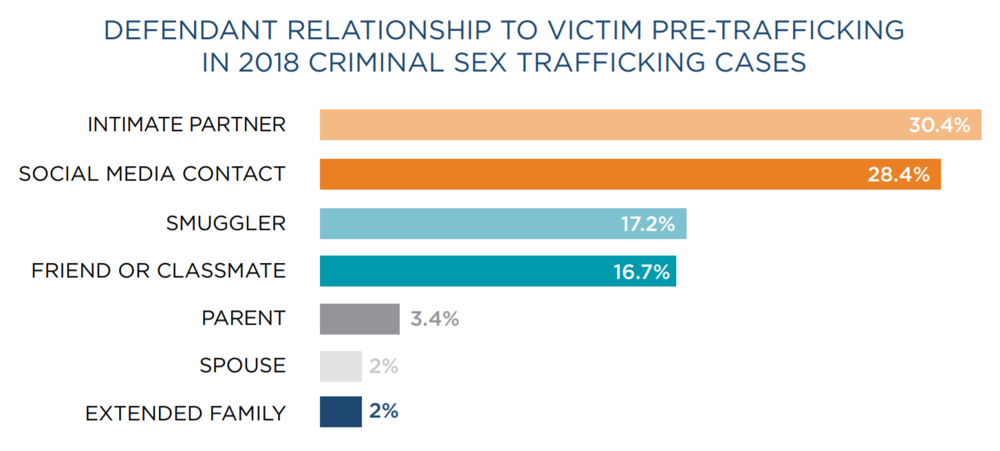 DEFENDANT RELATIONSHIP TO VICTIM PRE-TRAFFICKING
IN 2018 CRIMINAL SEX TRAFFICKING CASES
INTIMATE PARTNER 30.4%
SOCIAL MEDIA CONTACT 28.4%
SMUGGLER 17.2%
FRIEND OR CLASSMATE 16.7%
PARENT 3.4%
SPOUSE 2%
EXTENDED FAMILY 2%